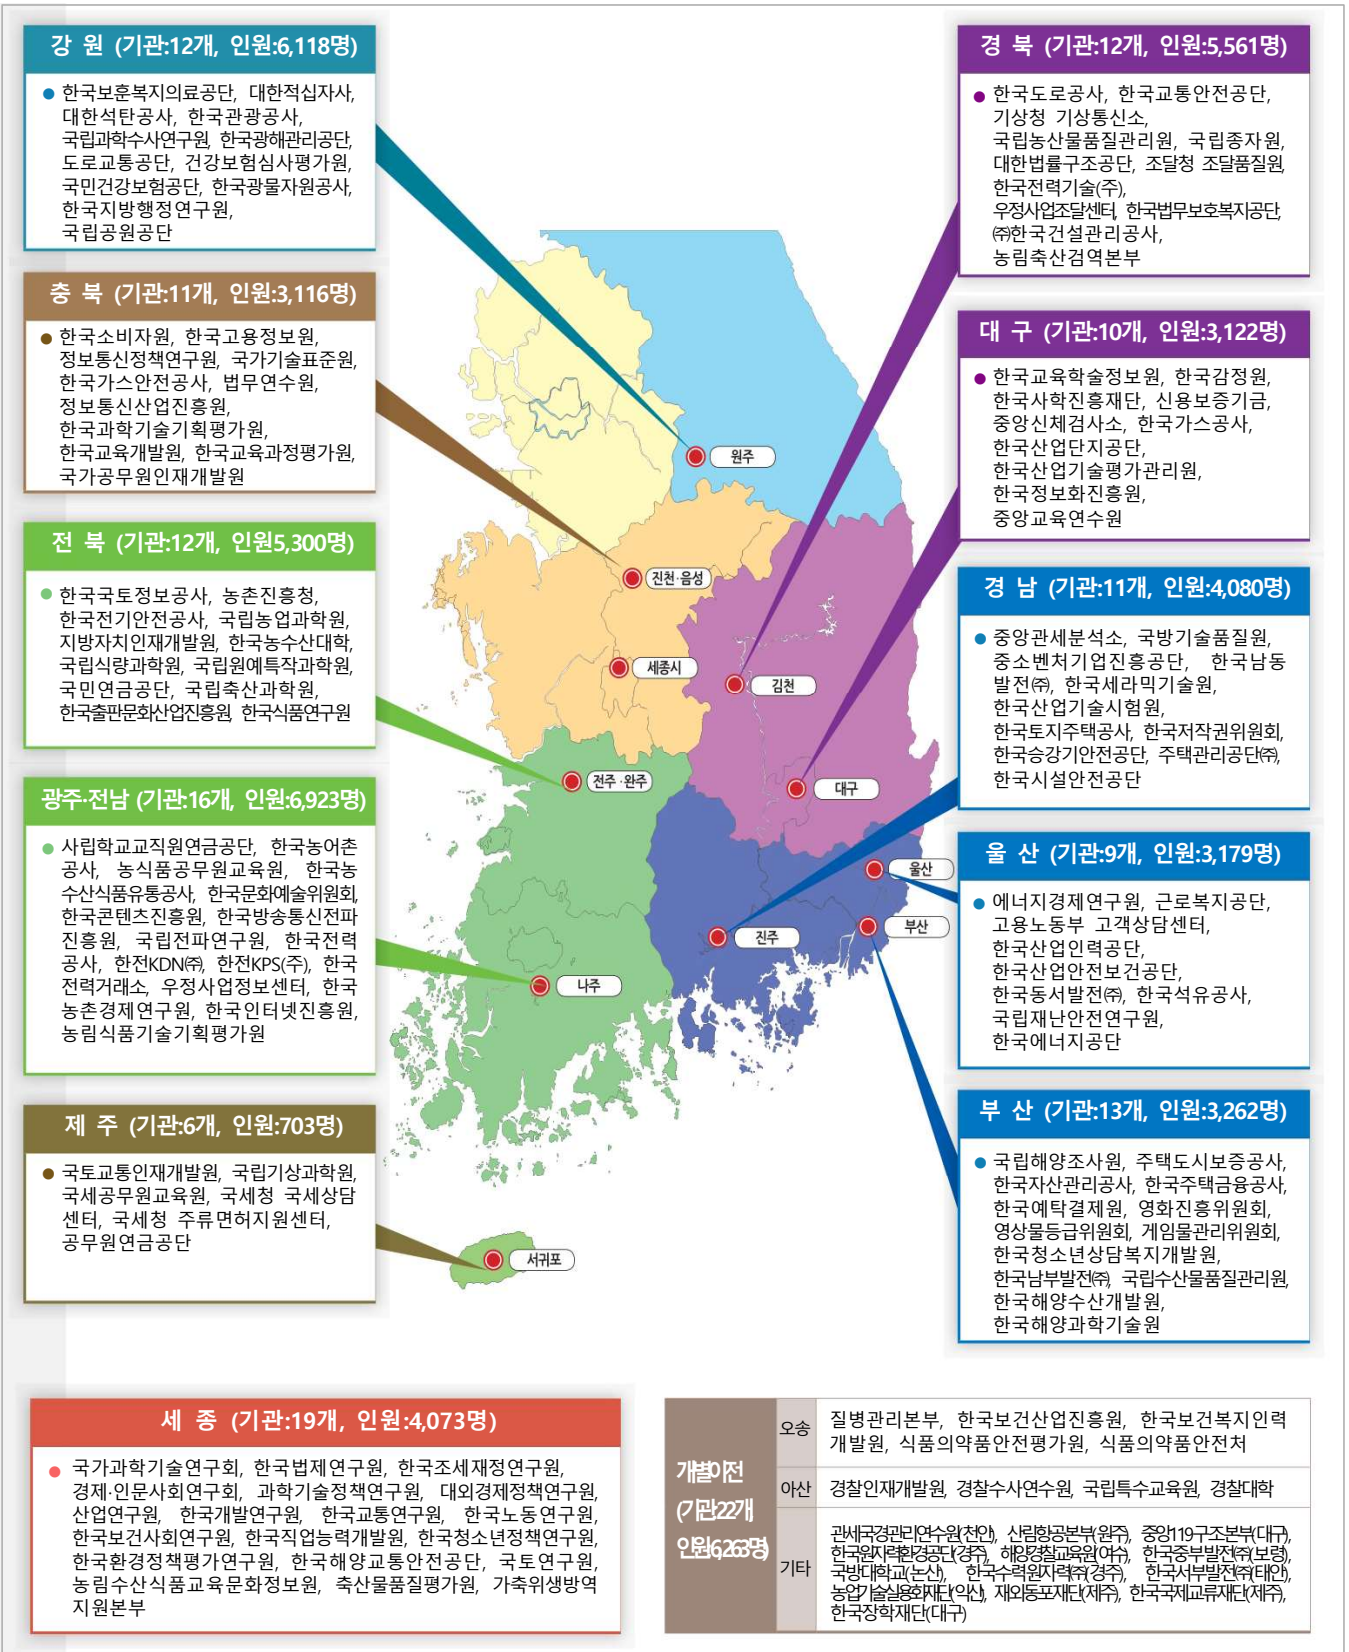 강 원 (기관:12개, 인원:6,118명)
● 한국보훈복지의료공단, 대한적십자사,
대한석탄공사, 한국관광공사,
국립과학수사연구원, 한국광해관리공단,
도로교통공단, 건강보험심사평가원,
국민건강보험공단, 한국광물자원공사,
한국지방행정연구원,
국립공원공단
충 북 (기관:11개, 인원:3,116명)
● 한국소비자원, 한국고용정보원,
정보통신정책연구원, 국가기술표준원,
한국가스안전공사, 법무연수원,
정보통신산업진흥원,
한국과학기술기획평가원,
한국교육개발원, 한국교육과정평가원,
국가공무원인재개발원
전 북 (기관:12개, 인원5,300명)
● 한국국토정보공사, 농촌진흥청,
한국전기안전공사, 국립농업과학원,
지방자치인재개발원, 한국농수산대학,
국립식량과학원, 국립원예특작과학원,
국민연금공단, 국립축산과학원,
한국출판문화산업진흥원, 한국식품연구원
광주·전남 (기관:16개, 인원:6,923명)
● 사립학교교직원연금공단, 한국농어촌
공사, 농식품공무원교육원, 한국농
수산식품유통공사, 한국문화예술위원회,
한국콘텐츠진흥원, 한국방송통신전파
진흥원, 국립전파연구원, 한국전력
공사, 한전KDN㈜, 한전KPS(주), 한국
전력거래소, 우정사업정보센터, 한국
농촌경제연구원, 한국인터넷진흥원,
농림식품기술기획평가원
제 주 (기관:6개, 인원:703명)
● 국토교통인재개발원, 국립기상과학원,
국세공무원교육원, 국세청 국세상담
센터, 국세청 주류면허지원센터,
공무원연금공단
원주
진천·음성
세종시
김천
전주·완주
대구
울산
부산
진주
나주
서귀포
경 북 (기관:12개, 인원:5,561명)
● 한국도로공사, 한국교통안전공단,
기상청 기상통신소,
국립농산물품질관리원, 국립종자원,
대한법률구조공단, 조달청 조달품질원,
한국전력기술(주),
우정사업조달센터, 한국법무보호복지공단,
㈜한국건설관리공사,
농림축산검역본부
대 구 (기관:10개, 인원:3,122명)
● 한국교육학술정보원, 한국감정원,
한국사학진흥재단, 신용보증기금,
중앙신체검사소, 한국가스공사,
한국산업단지공단,
한국산업기술평가관리원,
한국정보화진흥원,
중앙교육연수원
경 남 (기관:11개, 인원:4,080명)
● 중앙관세분석소, 국방기술품질원,
중소벤처기업진흥공단, 한국남동
발전㈜, 한국세라믹기술원,
한국산업기술시험원,
한국토지주택공사, 한국저작권위원회,
한국승강기안전공단, 주택관리공단㈜,
한국시설안전공단
울 산 (기관:9개, 인원:3,179명)
● 에너지경제연구원, 근로복지공단,
고용노동부 고객상담센터,
한국산업인력공단,
한국산업안전보건공단,
한국동서발전㈜, 한국석유공사,
국립재난안전연구원,
한국에너지공단
부 산 (기관:13개, 인원:3,262명)
● 국립해양조사원, 주택도시보증공사,
한국자산관리공사, 한국주택금융공사,
한국예탁결제원, 영화진흥위원회,
영상물등급위원회, 게임물관리위원회,
한국청소년상담복지개발원,
한국남부발전㈜, 국립수산물품질관리원,
한국해양수산개발원,
한국해양과학기술원
세 종 (기관:19개, 인원:4,073명)
● 국가과학기술연구회, 한국법제연구원, 한국조세재정연구원,
경제·인문사회연구회, 과학기술정책연구원, 대외경제정책연구원,
산업연구원, 한국개발연구원, 한국교통연구원, 한국노동연구원,
한국보건사회연구원, 한국직업능력개발원, 한국청소년정책연구원,
한국환경정책평가연구원, 한국해양교통안전공단, 국토연구원,
농림수산식품교육문화정보원, 축산물품질평가원, 가축위생방역
지원본부
개별이전
(기관:22개,
인원:6,263명)
오송
질병관리본부, 한국보건산업진흥원, 한국보건복지인력
개발원, 식품의약품안전평가원, 식품의약품안전처
아산
경찰인재개발원, 경찰수사연수원, 국립특수교육원, 경찰대학
기타
관세국경관리연수원(천안), 산림항공본부(원주), 중앙119구조본부(대구),
한국원자력환경공단(경주), 해양경찰교육원(여수), 한국중부발전㈜(보령),
국방대학교(논산), 한국수력원자력㈜(경주), 한국서부발전㈜(태안),
농업기술실용화재단(익산), 재외동포재단(제주), 한국국제교류재단(제주),
한국장학재단(대구)